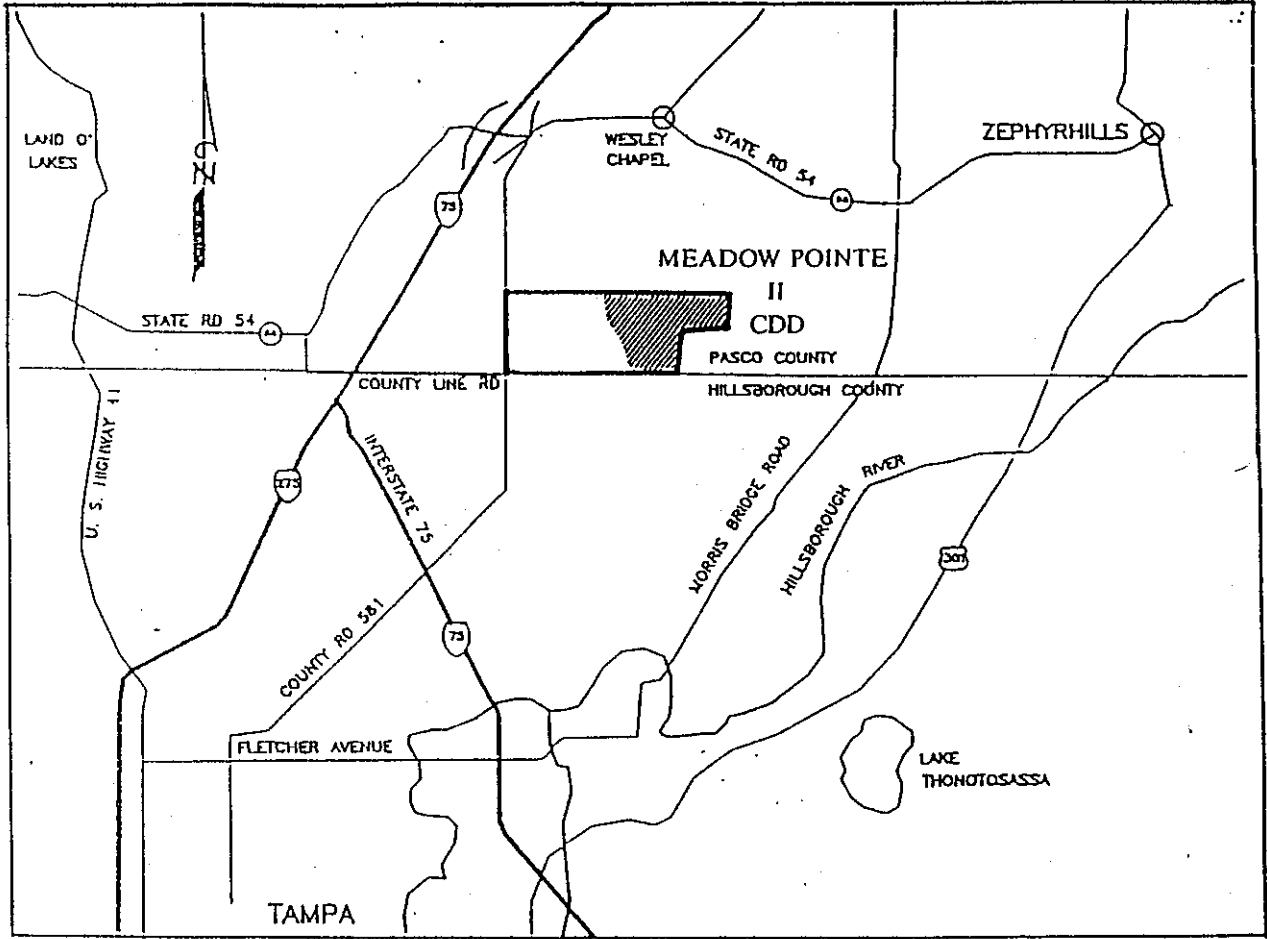 LAND O'
LAKES
N
WESLEY
CHAPEL
STATE RD 54
ZEPHYRHILLS
75
MEADOW POINTE
II
CDD
STATE RD 54
PASCO COUNTY
COUNTY LINE RD
HILLSBOROUGH COUNTY
U. S. HIGHWAY 41
275
INTERSTATE 75
MORRIS BRIDGE ROAD
HILLSBOROUGH RIVER
301
COUNTY RD 581
75
FLETCHER AVENUE
LAKE
THONOTOSASSA
TAMPA